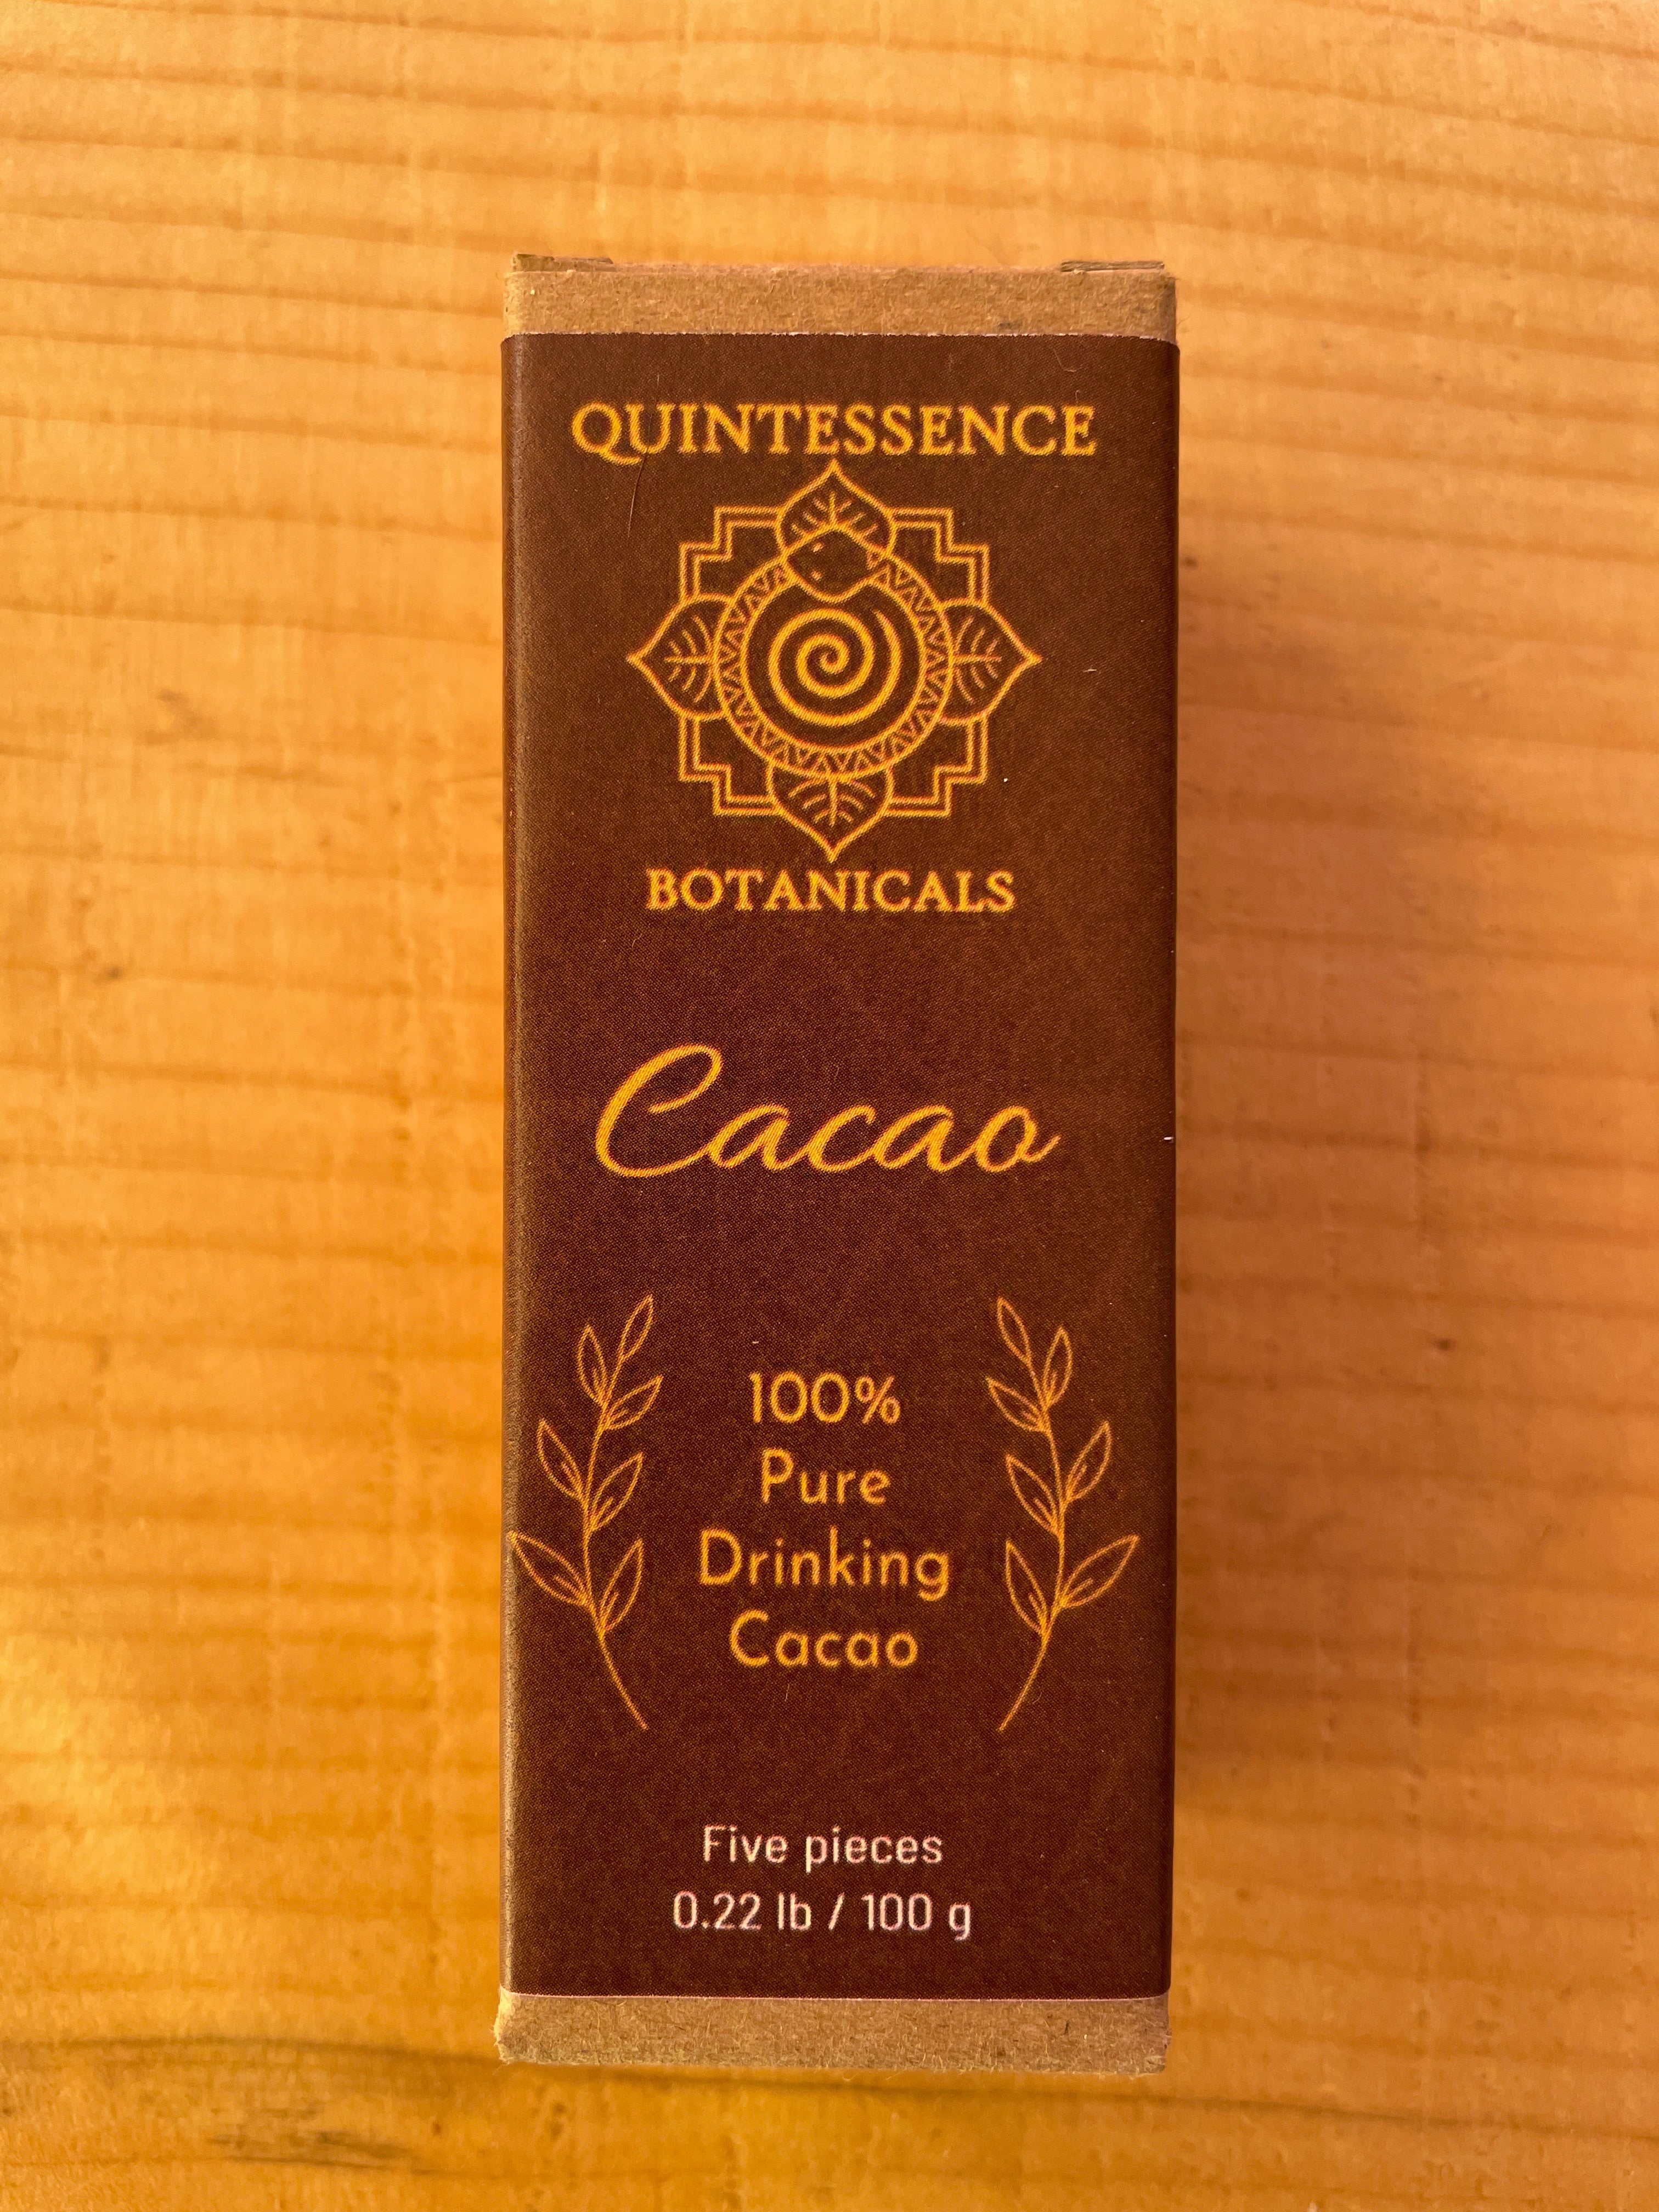 QUINTESSENCE
BOTANICALS
Cacao
100%
Pure
Drinking
Cacao
Five pieces
0.22 lb / 100 g